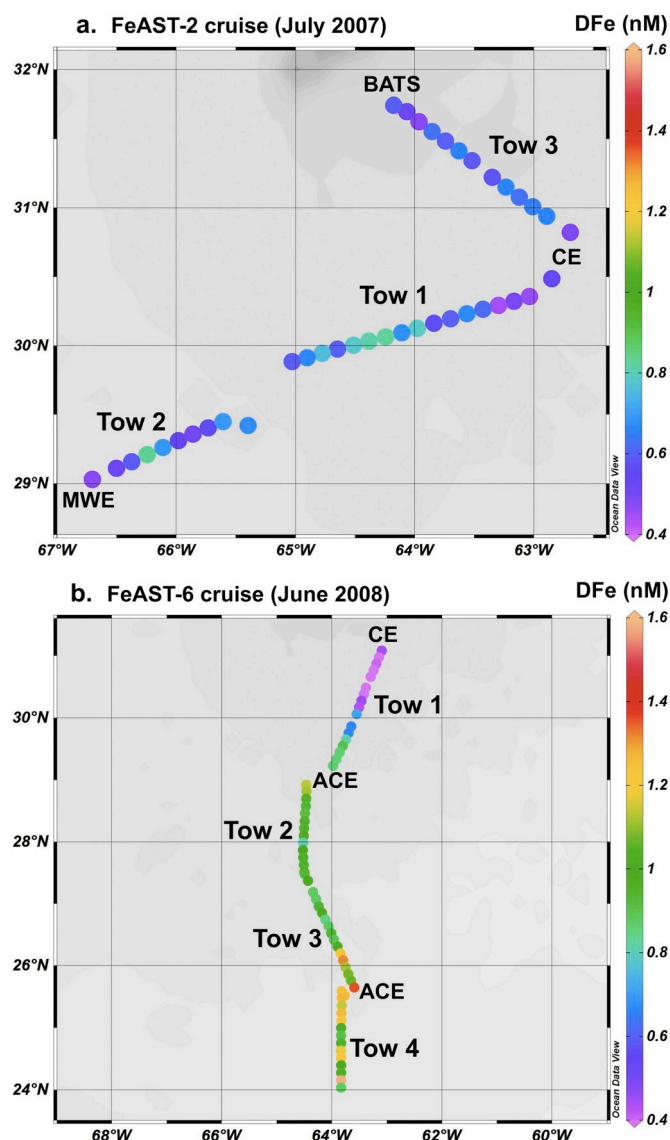 a. FeAST-2 cruise (July 2007)
DFe (nM)
32°N
31°N
30°N
29°N
BATS
Tow 3
CE
Tow 1
Tow 2
MWE
67°W 66°W 65°W 64°W 63°W
Ocean Data View
1.6
1.4
1.2
1
0.8
0.6
0.4
b. FeAST-6 cruise (June 2008)
DFe (nM)
30°N
28°N
26°N
24°N
CE
Tow 1
ACE
Tow 2
Tow 3
ACE
Tow 4
68°W 66°W 64°W 62°W 60°W
Ocean Data View
1.6
1.4
1.2
1
0.8
0.6
0.4